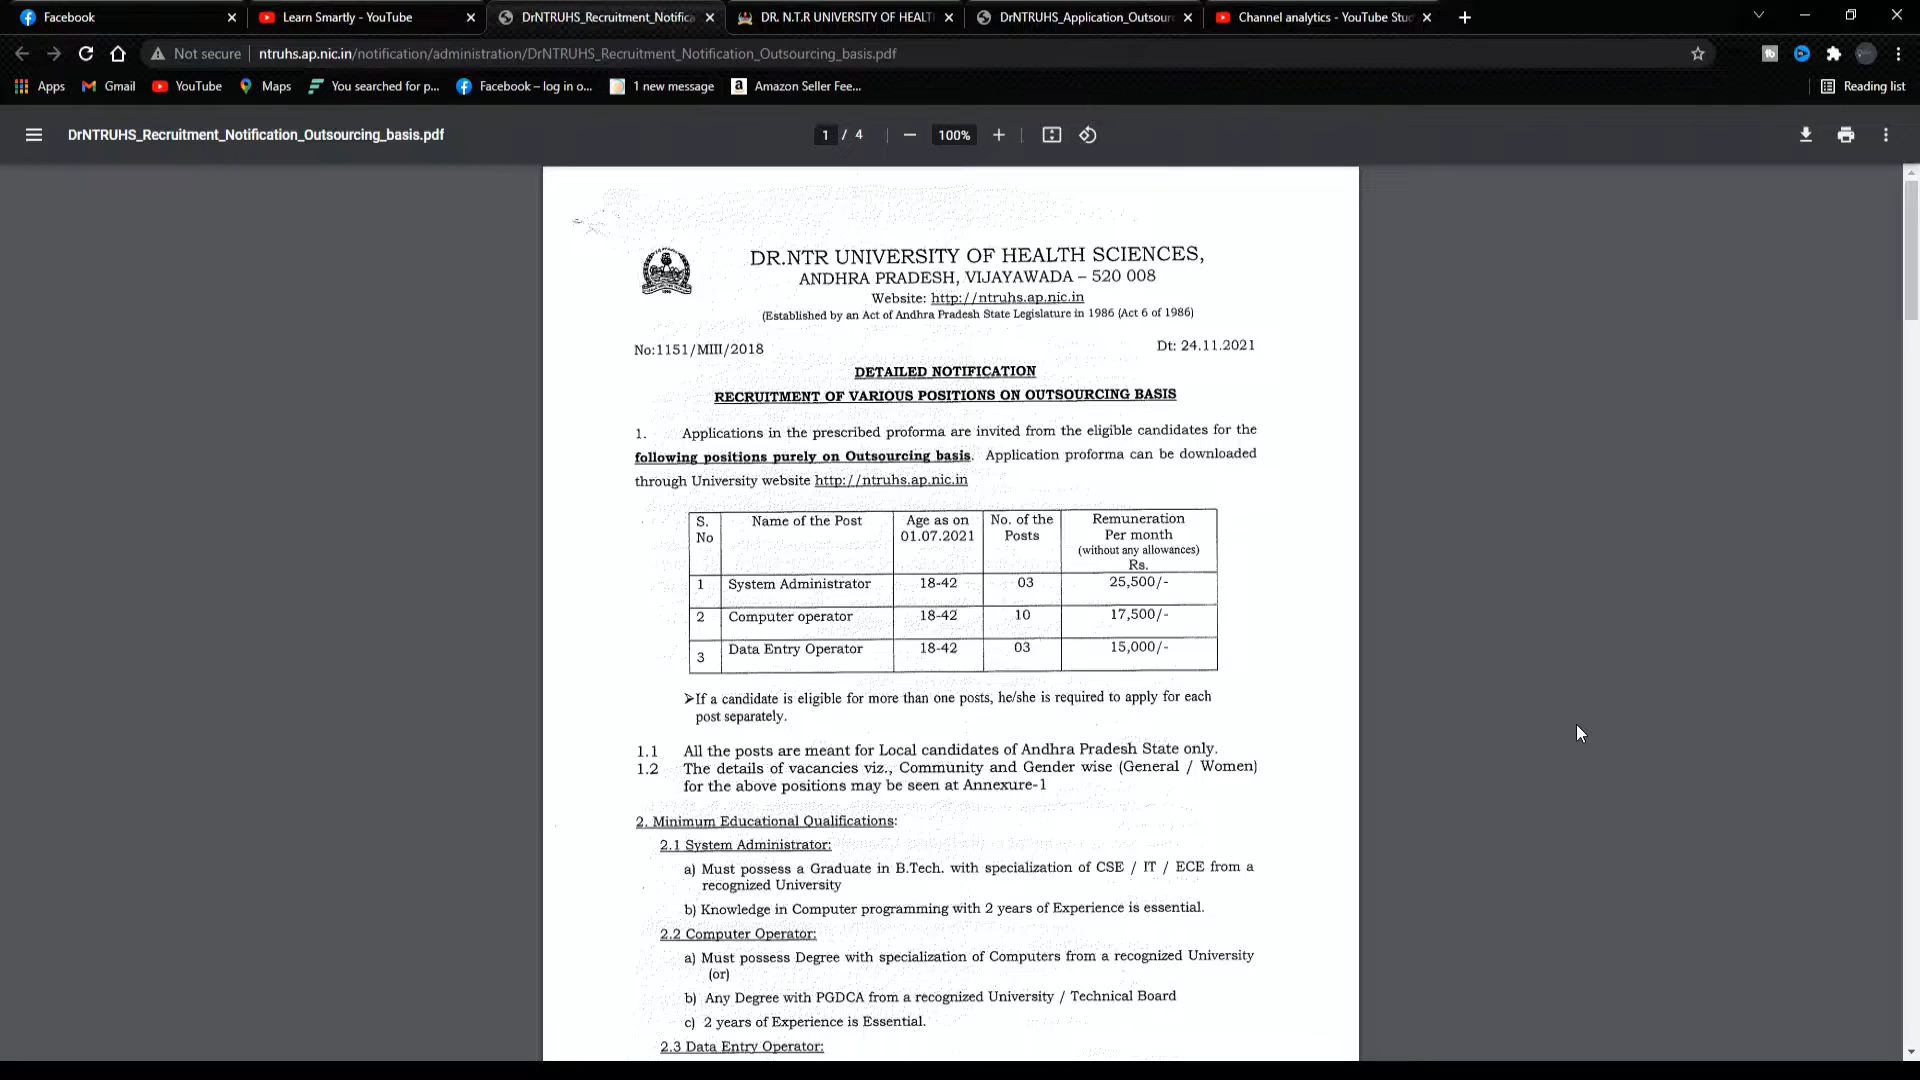 Facebook
Learn Smartly - YouTube
DrNTRUHS_Recruitment_Notifica
DR. N.T.R UNIVERSITY OF HEALT
DrNTRUHS_Application_Outsour
Channel analytics - YouTube Stud
Not secure
ntruhs.ap.nic.in/notification/administration/DrNTRUHS_Recruitment_Notification_Outsourcing_basis.pdf
Apps
Gmail
YouTube
Maps
You searched for p...
Facebook – log in o...
1 new message
Amazon Seller Fee...
Reading list
DrNTRUHS_Recruitment_Notification_Outsourcing_basis.pdf
1 / 4
100%
DR.NTR UNIVERSITY OF HEALTH SCIENCES,
ANDHRA PRADESH, VIJAYAWADA – 520 008
Website: http://ntruhs.ap.nic.in
(Established by an Act of Andhra Pradesh State Legislature in 1986 (Act 6 of 1986)
No:1151/MIII/2018 Dt: 24.11.2021
DETAILED NOTIFICATION
RECRUITMENT OF VARIOUS POSITIONS ON OUTSOURCING BASIS
1. Applications in the prescribed proforma are invited from the eligible candidates for the
following positions purely on Outsourcing basis. Application proforma can be downloaded
through University website http://ntruhs.ap.nic.in
S. No Name of the Post Age as on 01.07.2021 No. of the Posts Remuneration Per month (without any allowances) Rs.
1 System Administrator 18-42 03 25,500/-
2 Computer operator 18-42 10 17,500/-
3 Data Entry Operator 18-42 03 15,000/-
➢If a candidate is eligible for more than one posts, he/she is required to apply for each
post separately.
1.1 All the posts are meant for Local candidates of Andhra Pradesh State only.
1.2 The details of vacancies viz., Community and Gender wise (General / Women)
for the above positions may be seen at Annexure-1
2. Minimum Educational Qualifications:
2.1 System Administrator:
a) Must possess a Graduate in B.Tech. with specialization of CSE / IT / ECE from a
recognized University
b) Knowledge in Computer programming with 2 years of Experience is essential.
2.2 Computer Operator:
a) Must possess Degree with specialization of Computers from a recognized University
(or)
b) Any Degree with PGDCA from a recognized University / Technical Board
c) 2 years of Experience is Essential.
2.3 Data Entry Operator: